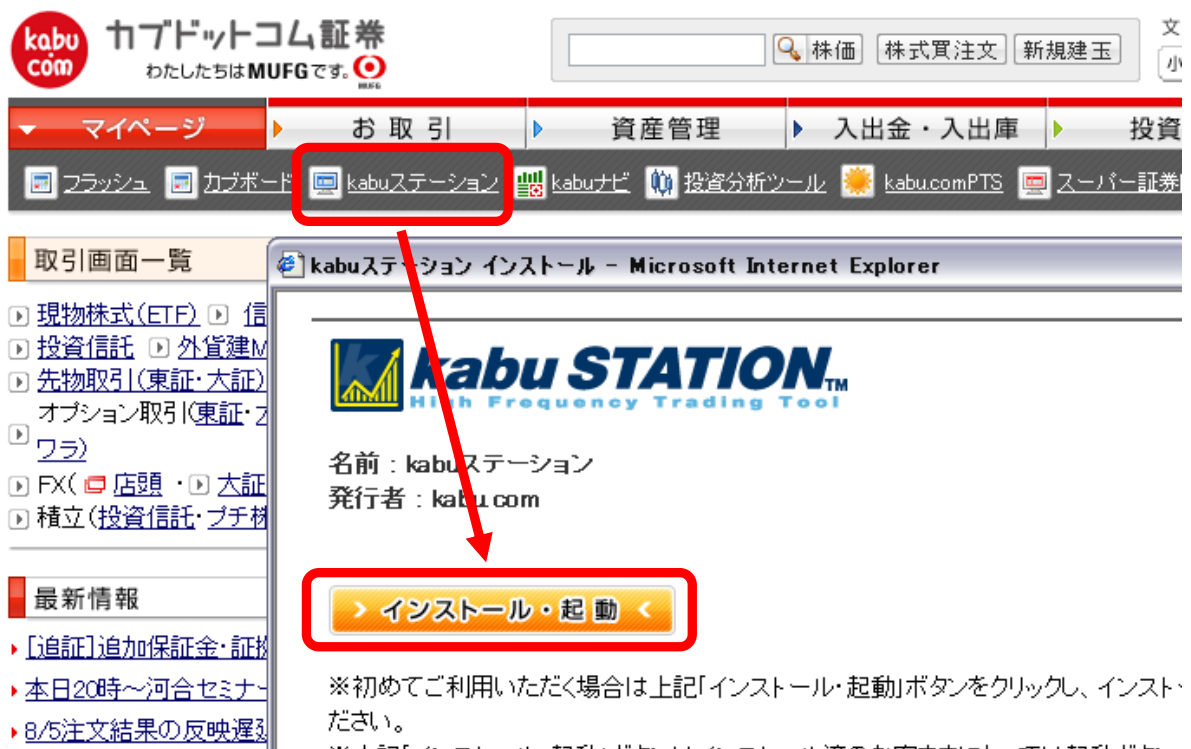 kabu
com
カブドットコム証券
わたしたちはMUFGです。
MUFG
株価
株式買注文
新規建玉
文
小
マイページ
お取引
資産管理
入出金・入出庫
投資
フラッシュ
カブボード
kabuステーション
kabuナビ
投資分析ツール
kabu.comPTS
スーパー証券
取引画面一覧
現物株式(ETF) 信
投資信託 外貨建M
先物取引(東証・大証)
オプション取引(東証・
ワラ)
FX( 店頭 ・ 大証
積立(投資信託・プチ株
最新情報
[追証]追加保証金・証拠
本日20時～河合セミナー
8/5注文結果の反映遅延
kabuステーション インストール - Microsoft Internet Explorer
kabu STATION TM
High Frequency Trading Tool
名前 : kabuステーション
発行者 : kabu.com
インストール・起動
※初めてご利用いただく場合は上記「インストール・起動」ボタンをクリックし、インスト
ださい。